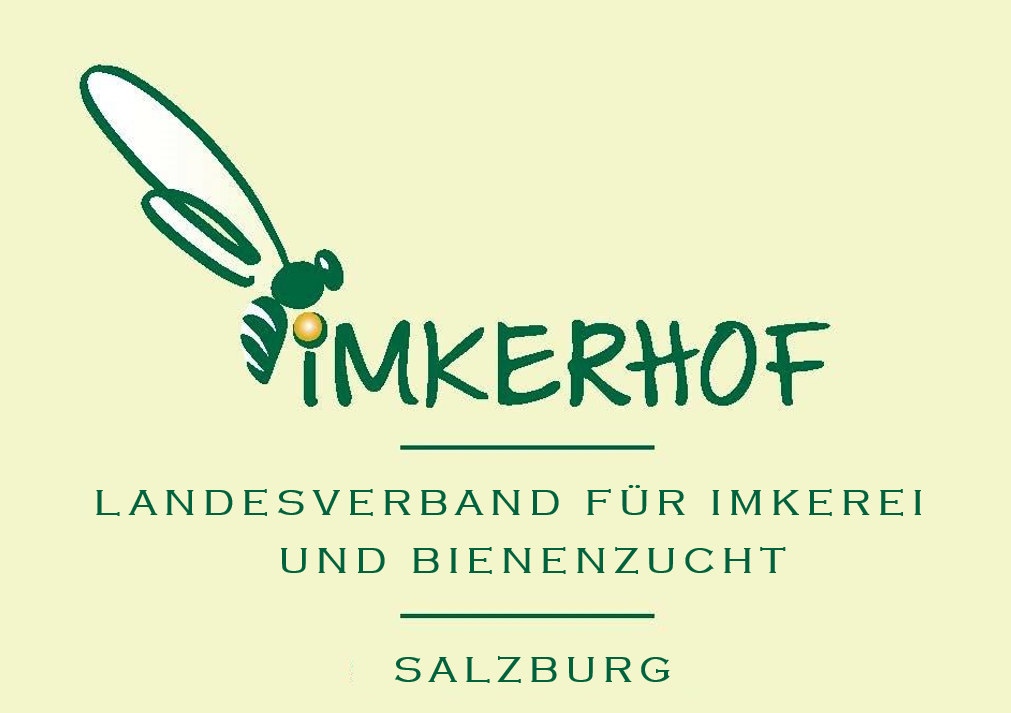 iMKERHOF
LANDESVERBAND FÜR IMKEREI
UND BIENENZUCHT
SALZBURG